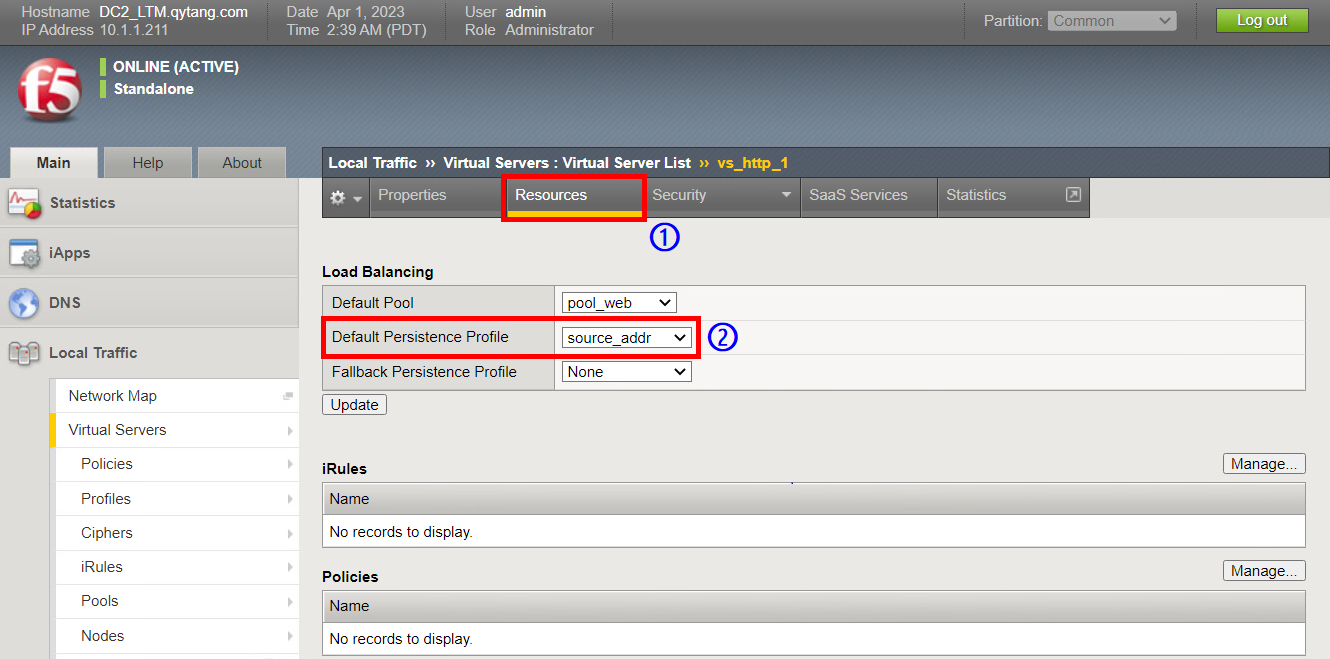 Hostname DC2_LTM.qytang.com Date Apr 1, 2023 User admin
IP Address 10.1.1.211 Time 2:39 AM (PDT) Role Administrator
Partition: Common Log out
f5
ONLINE (ACTIVE)
Standalone
Main Help About
Local Traffic ›› Virtual Servers : Virtual Server List ›› vs_http_1
Properties Resources Security SaaS Services Statistics
①
Statistics
iApps
DNS
Local Traffic
Network Map
Virtual Servers
Policies
Profiles
Ciphers
iRules
Pools
Nodes
Load Balancing
Default Pool pool_web
Default Persistence Profile source_addr ②
Fallback Persistence Profile None
Update
iRules Manage...
Name
No records to display.
Policies Manage...
Name
No records to display.